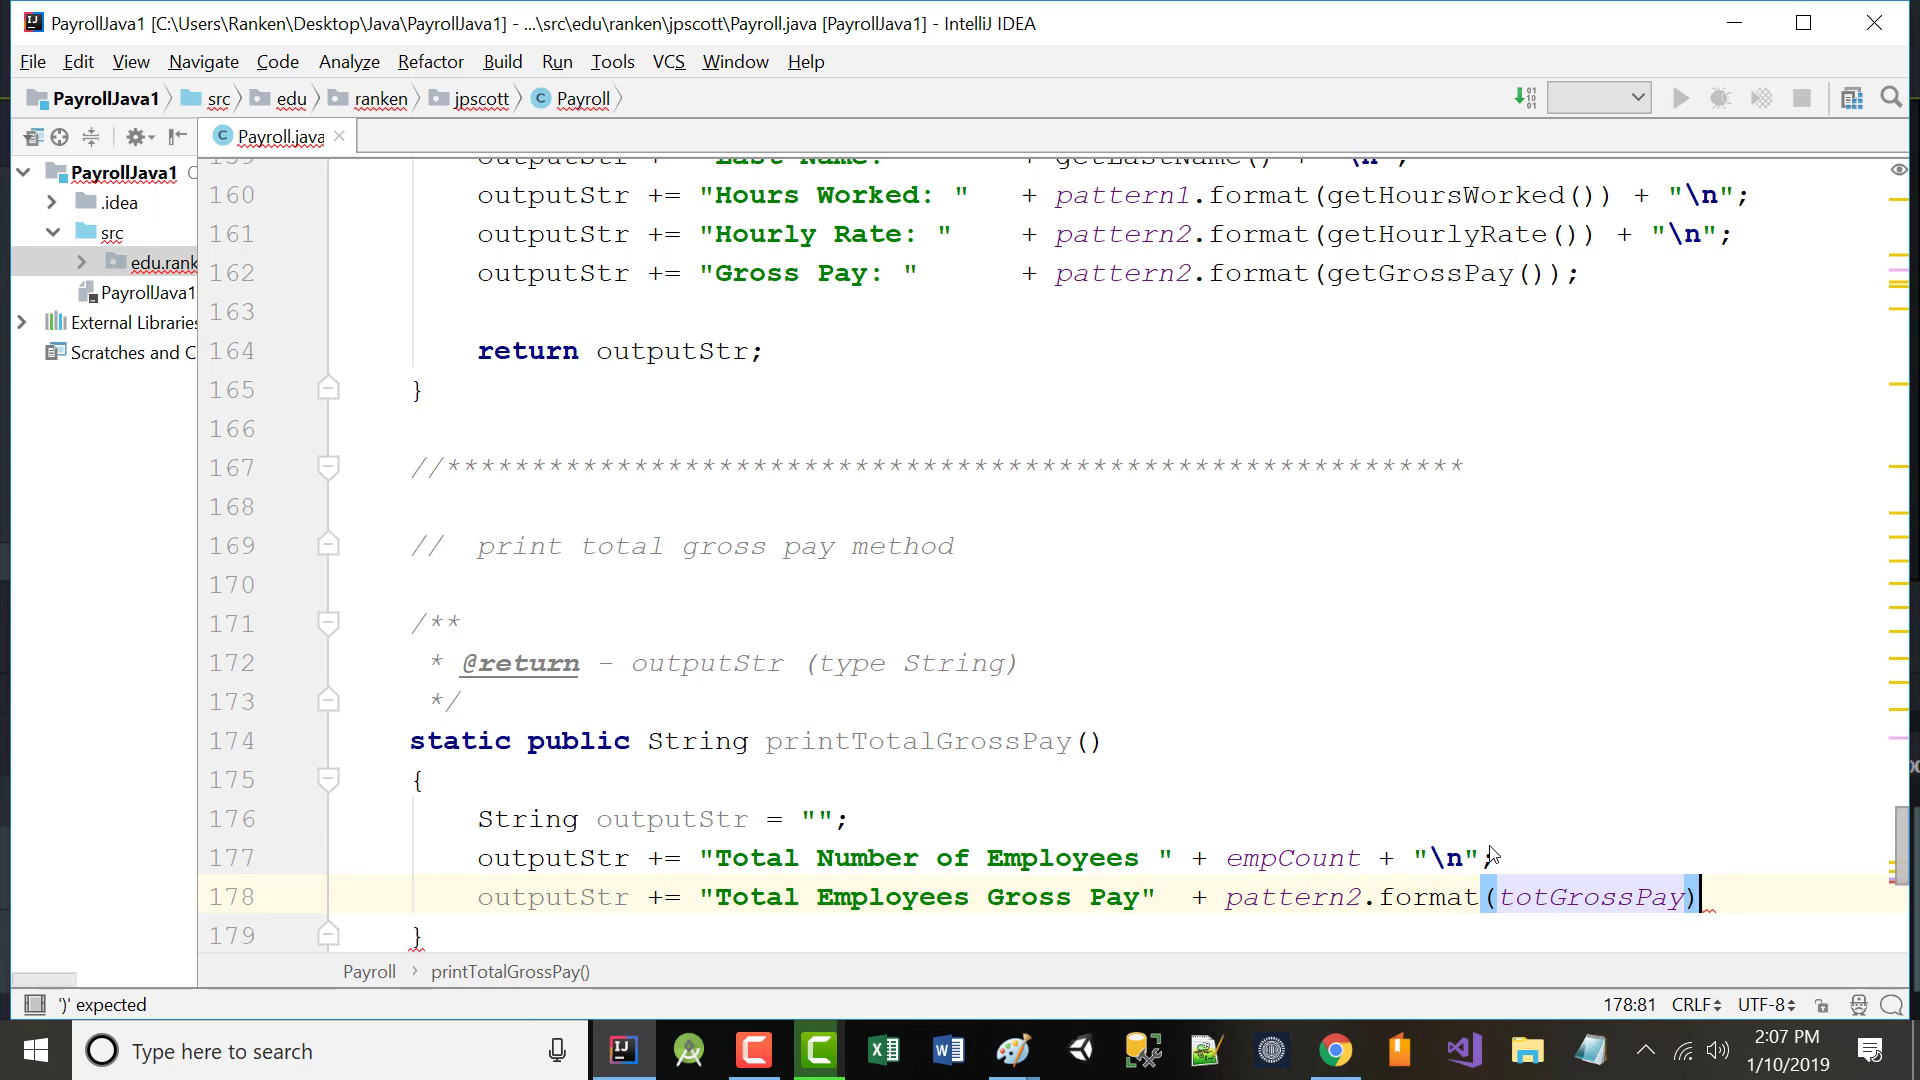 PayrollJava1 [C:\Users\Ranken\Desktop\Java\PayrollJava1] - ...\src\edu\ranken\jpscott\Payroll.java [PayrollJava1] - IntelliJ IDEA
File Edit View Navigate Code Analyze Refactor Build Run Tools VCS Window Help
PayrollJava1 src edu ranken jpscott Payroll
Payroll.java
PayrollJava1
.idea
src
edu.rank
PayrollJava1
External Libraries
Scratches and C
159 outputStr += "Last Name: " + getLastName() + "\n";
160 outputStr += "Hours Worked: " + pattern1.format(getHoursWorked()) + "\n";
161 outputStr += "Hourly Rate: " + pattern2.format(getHourlyRate()) + "\n";
162 outputStr += "Gross Pay: " + pattern2.format(getGrossPay());
163
164 return outputStr;
165 }
166
167 //************************************************************
168
169 // print total gross pay method
170
171 /**
172 * @return - outputStr (type String)
173 */
174 static public String printTotalGrossPay()
175 {
176 String outputStr = "";
177 outputStr += "Total Number of Employees " + empCount + "\n";
178 outputStr += "Total Employees Gross Pay" + pattern2.format(totGrossPay)
179 }
Payroll › printTotalGrossPay()
')' expected 178:81 CRLF UTF-8
Type here to search
2:07 PM
1/10/2019